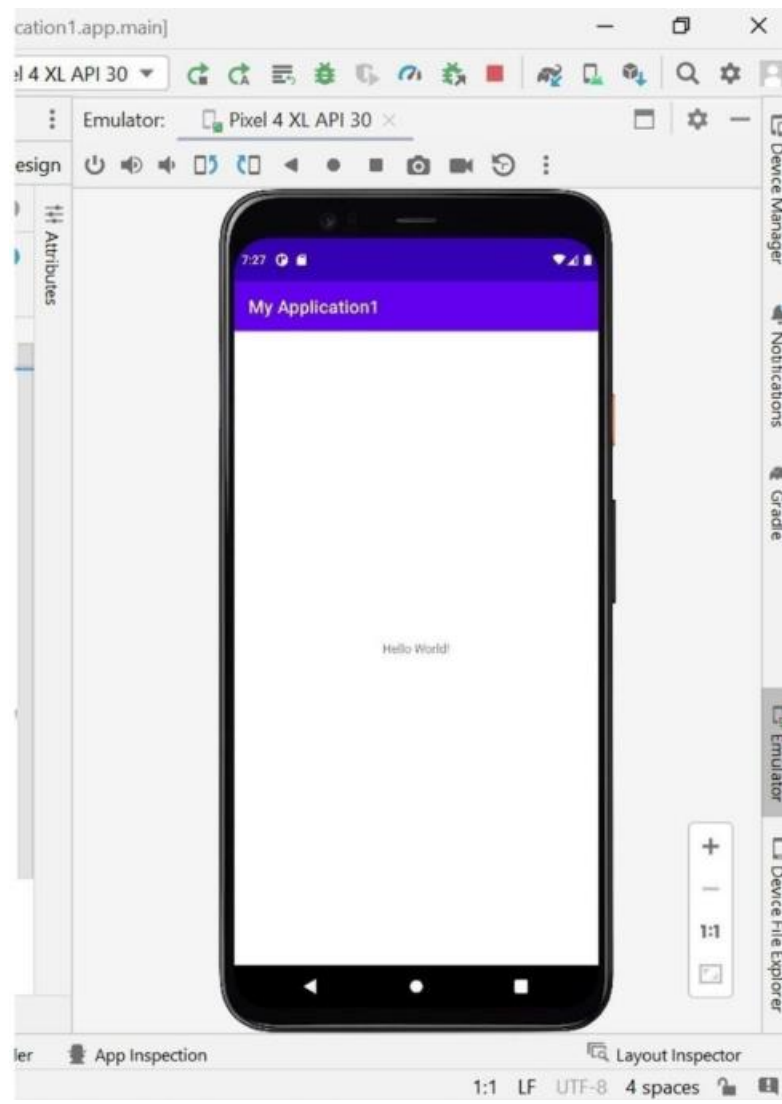 cation1.app.main]
el 4 XL API 30
Emulator: Pixel 4 XL API 30
esign
Attributes
7:27
My Application1
Hello World!
1:1
Device Manager
Notifications
Gradle
Emulator
Device File Explorer
ler App Inspection Layout Inspector
1:1 LF UTF-8 4 spaces